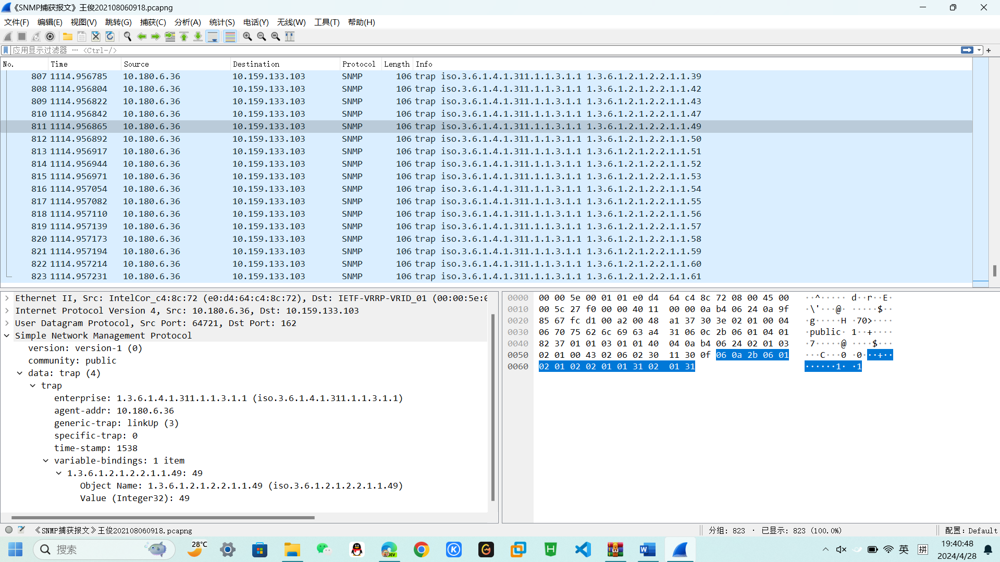 《SNMP捕获报文》王俊202108060918.pcapng
文件(F) 编辑(E) 视图(V) 跳转(G) 捕获(C) 分析(A) 统计(S) 电话(Y) 无线(W) 工具(T) 帮助(H)
应用显示过滤器 … <Ctrl-/>
No. Time Source Destination Protocol Length Info
807 1114.956785 10.180.6.36 10.159.133.103 SNMP 106 trap iso.3.6.1.4.1.311.1.1.3.1.1 1.3.6.1.2.1.2.2.1.1.39
808 1114.956804 10.180.6.36 10.159.133.103 SNMP 106 trap iso.3.6.1.4.1.311.1.1.3.1.1 1.3.6.1.2.1.2.2.1.1.42
809 1114.956822 10.180.6.36 10.159.133.103 SNMP 106 trap iso.3.6.1.4.1.311.1.1.3.1.1 1.3.6.1.2.1.2.2.1.1.43
810 1114.956842 10.180.6.36 10.159.133.103 SNMP 106 trap iso.3.6.1.4.1.311.1.1.3.1.1 1.3.6.1.2.1.2.2.1.1.47
811 1114.956865 10.180.6.36 10.159.133.103 SNMP 106 trap iso.3.6.1.4.1.311.1.1.3.1.1 1.3.6.1.2.1.2.2.1.1.49
812 1114.956892 10.180.6.36 10.159.133.103 SNMP 106 trap iso.3.6.1.4.1.311.1.1.3.1.1 1.3.6.1.2.1.2.2.1.1.50
813 1114.956917 10.180.6.36 10.159.133.103 SNMP 106 trap iso.3.6.1.4.1.311.1.1.3.1.1 1.3.6.1.2.1.2.2.1.1.51
814 1114.956944 10.180.6.36 10.159.133.103 SNMP 106 trap iso.3.6.1.4.1.311.1.1.3.1.1 1.3.6.1.2.1.2.2.1.1.52
815 1114.956971 10.180.6.36 10.159.133.103 SNMP 106 trap iso.3.6.1.4.1.311.1.1.3.1.1 1.3.6.1.2.1.2.2.1.1.53
816 1114.957054 10.180.6.36 10.159.133.103 SNMP 106 trap iso.3.6.1.4.1.311.1.1.3.1.1 1.3.6.1.2.1.2.2.1.1.54
817 1114.957082 10.180.6.36 10.159.133.103 SNMP 106 trap iso.3.6.1.4.1.311.1.1.3.1.1 1.3.6.1.2.1.2.2.1.1.55
818 1114.957110 10.180.6.36 10.159.133.103 SNMP 106 trap iso.3.6.1.4.1.311.1.1.3.1.1 1.3.6.1.2.1.2.2.1.1.56
819 1114.957139 10.180.6.36 10.159.133.103 SNMP 106 trap iso.3.6.1.4.1.311.1.1.3.1.1 1.3.6.1.2.1.2.2.1.1.57
820 1114.957173 10.180.6.36 10.159.133.103 SNMP 106 trap iso.3.6.1.4.1.311.1.1.3.1.1 1.3.6.1.2.1.2.2.1.1.58
821 1114.957194 10.180.6.36 10.159.133.103 SNMP 106 trap iso.3.6.1.4.1.311.1.1.3.1.1 1.3.6.1.2.1.2.2.1.1.59
822 1114.957214 10.180.6.36 10.159.133.103 SNMP 106 trap iso.3.6.1.4.1.311.1.1.3.1.1 1.3.6.1.2.1.2.2.1.1.60
823 1114.957231 10.180.6.36 10.159.133.103 SNMP 106 trap iso.3.6.1.4.1.311.1.1.3.1.1 1.3.6.1.2.1.2.2.1.1.61
Ethernet II, Src: IntelCor_c4:8c:72 (e0:d4:64:c4:8c:72), Dst: IETF-VRRP-VRID_01 (00:00:5e:0
Internet Protocol Version 4, Src: 10.180.6.36, Dst: 10.159.133.103
User Datagram Protocol, Src Port: 64721, Dst Port: 162
Simple Network Management Protocol
version: version-1 (0)
community: public
data: trap (4)
trap
enterprise: 1.3.6.1.4.1.311.1.1.3.1.1 (iso.3.6.1.4.1.311.1.1.3.1.1)
agent-addr: 10.180.6.36
generic-trap: linkUp (3)
specific-trap: 0
time-stamp: 1538
variable-bindings: 1 item
1.3.6.1.2.1.2.2.1.1.49: 49
Object Name: 1.3.6.1.2.1.2.2.1.1.49 (iso.3.6.1.2.1.2.2.1.1.49)
Value (Integer32): 49
0000 00 00 5e 00 01 01 e0 d4 64 c4 8c 72 08 00 45 00 ··^····· d··r··E·
0010 00 5c 27 f0 00 00 40 11 00 00 0a b4 06 24 0a 9f ·\'···@· ·····$··
0020 85 67 fc d1 00 a2 00 48 a1 37 30 3e 02 01 00 04 ·g·····H ·70>····
0030 06 70 75 62 6c 69 63 a4 31 06 0c 2b 06 01 04 01 ·public· 1··+····
0040 82 37 01 01 03 01 01 40 04 0a b4 06 24 02 01 03 ·7·····@ ····$···
0050 02 01 00 43 02 06 02 30 11 30 0f 06 0a 2b 06 01 ···C···0 ·0···+··
0060 02 01 02 02 01 01 31 02 01 31 ······1· ·1
《SNMP捕获报文》王俊202108060918.pcapng
分组: 823 · 已显示: 823 (100.0%)
配置: Default
搜索
28°C
DEV
英
拼
19:40:48
2024/4/28